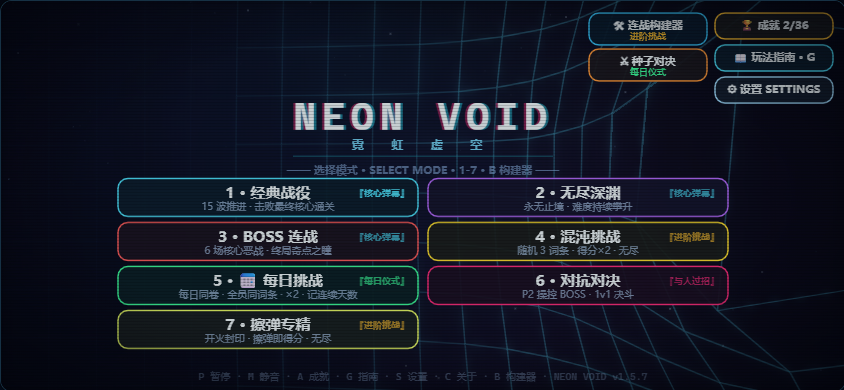 🛠 连战构建器
进阶挑战
🏆 成就 2/36
⚔ 种子对决
每日仪式
📖 玩法指南 · G
⚙ 设置 SETTINGS
NEON VOID
霓虹虚空
—— 选择模式 · SELECT MODE · 1-7 · B 构建器 ——
1 · 经典战役
『核心弹幕』
15 波推进 · 击败最终核心通关
2 · 无尽深渊
『核心弹幕』
永无止境 · 难度持续攀升
3 · BOSS 连战
『核心弹幕』
6 场核心恶战 · 终局奇点之瞳
4 · 混沌挑战
『进阶挑战』
随机 3 词条 · 得分×2 · 无尽
5 · 📅 每日挑战
『每日仪式』
每日同卷 · 全员同词条 · ×2 · 记连续天数
6 · 对抗对决
『与人过招』
P2 操控 BOSS · 1v1 决斗
7 · 擦弹专精
『进阶挑战』
开火封印 · 擦弹即得分 · 无尽
P 暂停 · M 静音 · A 成就 · G 指南 · S 设置 · C 关于 · B 构建器 · NEON VOID v1.5.7